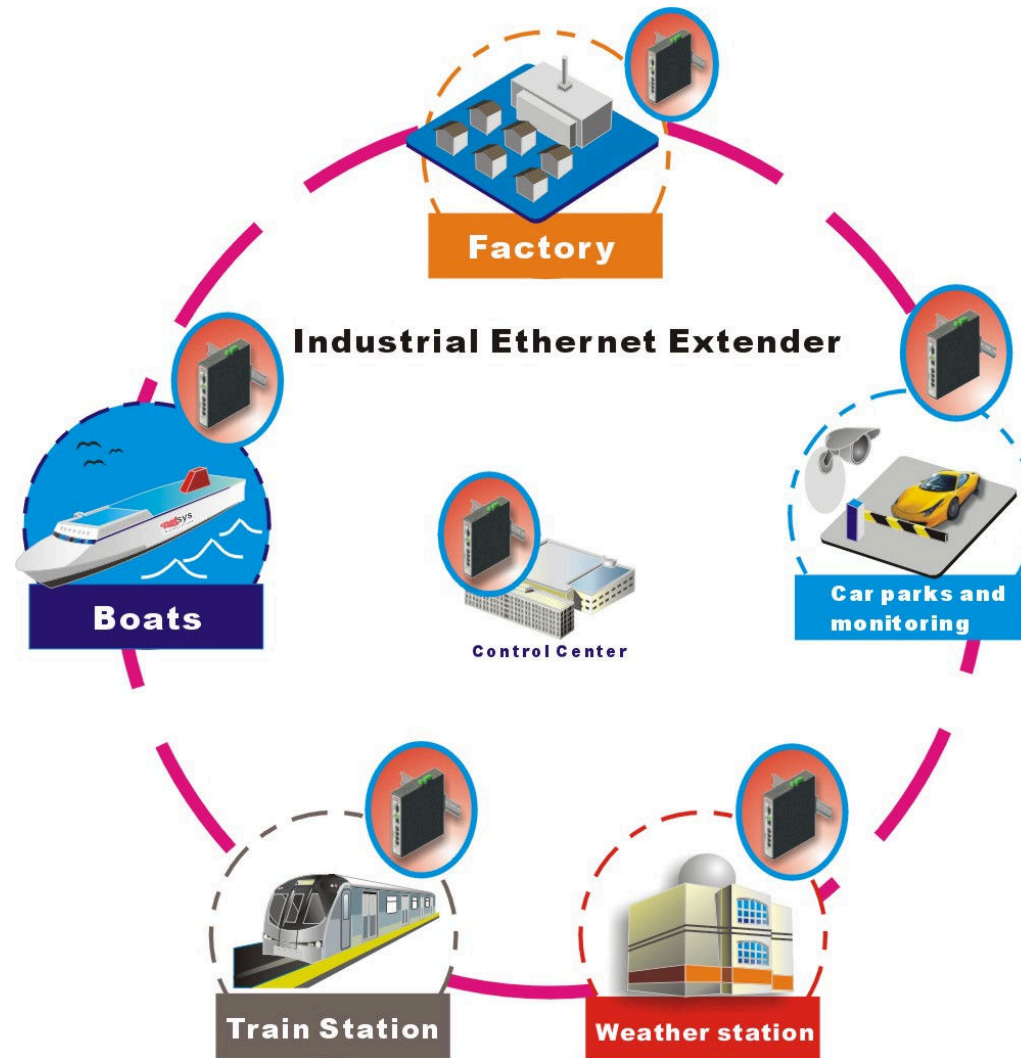 Factory
Industrial Ethernet Extender
Boats
Car parks and
monitoring
Control Center
Train Station
Weather station